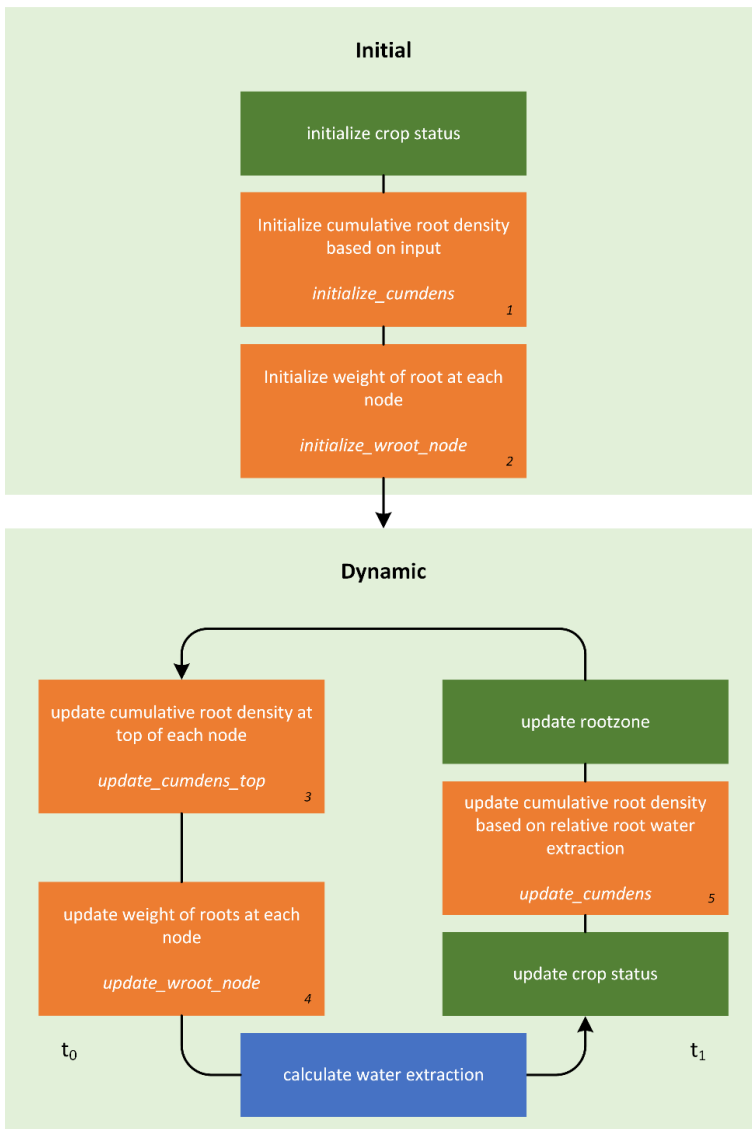 Initial
initialize crop status
Initialize cumulative root density
based on input
initialize_cumdens
1
Initialize weight of root at each
node
initialize_wroot_node
2
Dynamic
update cumulative root density at
top of each node
update_cumdens_top
3
update weight of roots at each
node
update_wroot_node
4
t0
calculate water extraction
update rootzone
update cumulative root density
based on relative root water
extraction
update_cumdens
5
update crop status
t1